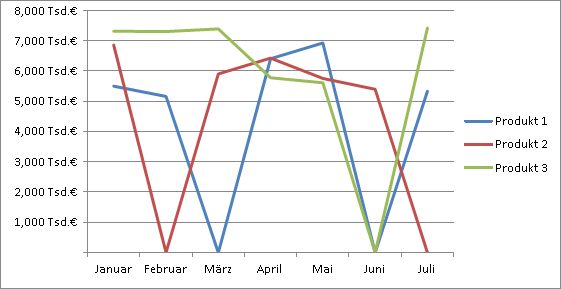 8,000 Tsd.€
7,000 Tsd.€
6,000 Tsd.€
5,000 Tsd.€
4,000 Tsd.€
3,000 Tsd.€
2,000 Tsd.€
1,000 Tsd.€
Januar Februar März April Mai Juni Juli
Produkt 1
Produkt 2
Produkt 3